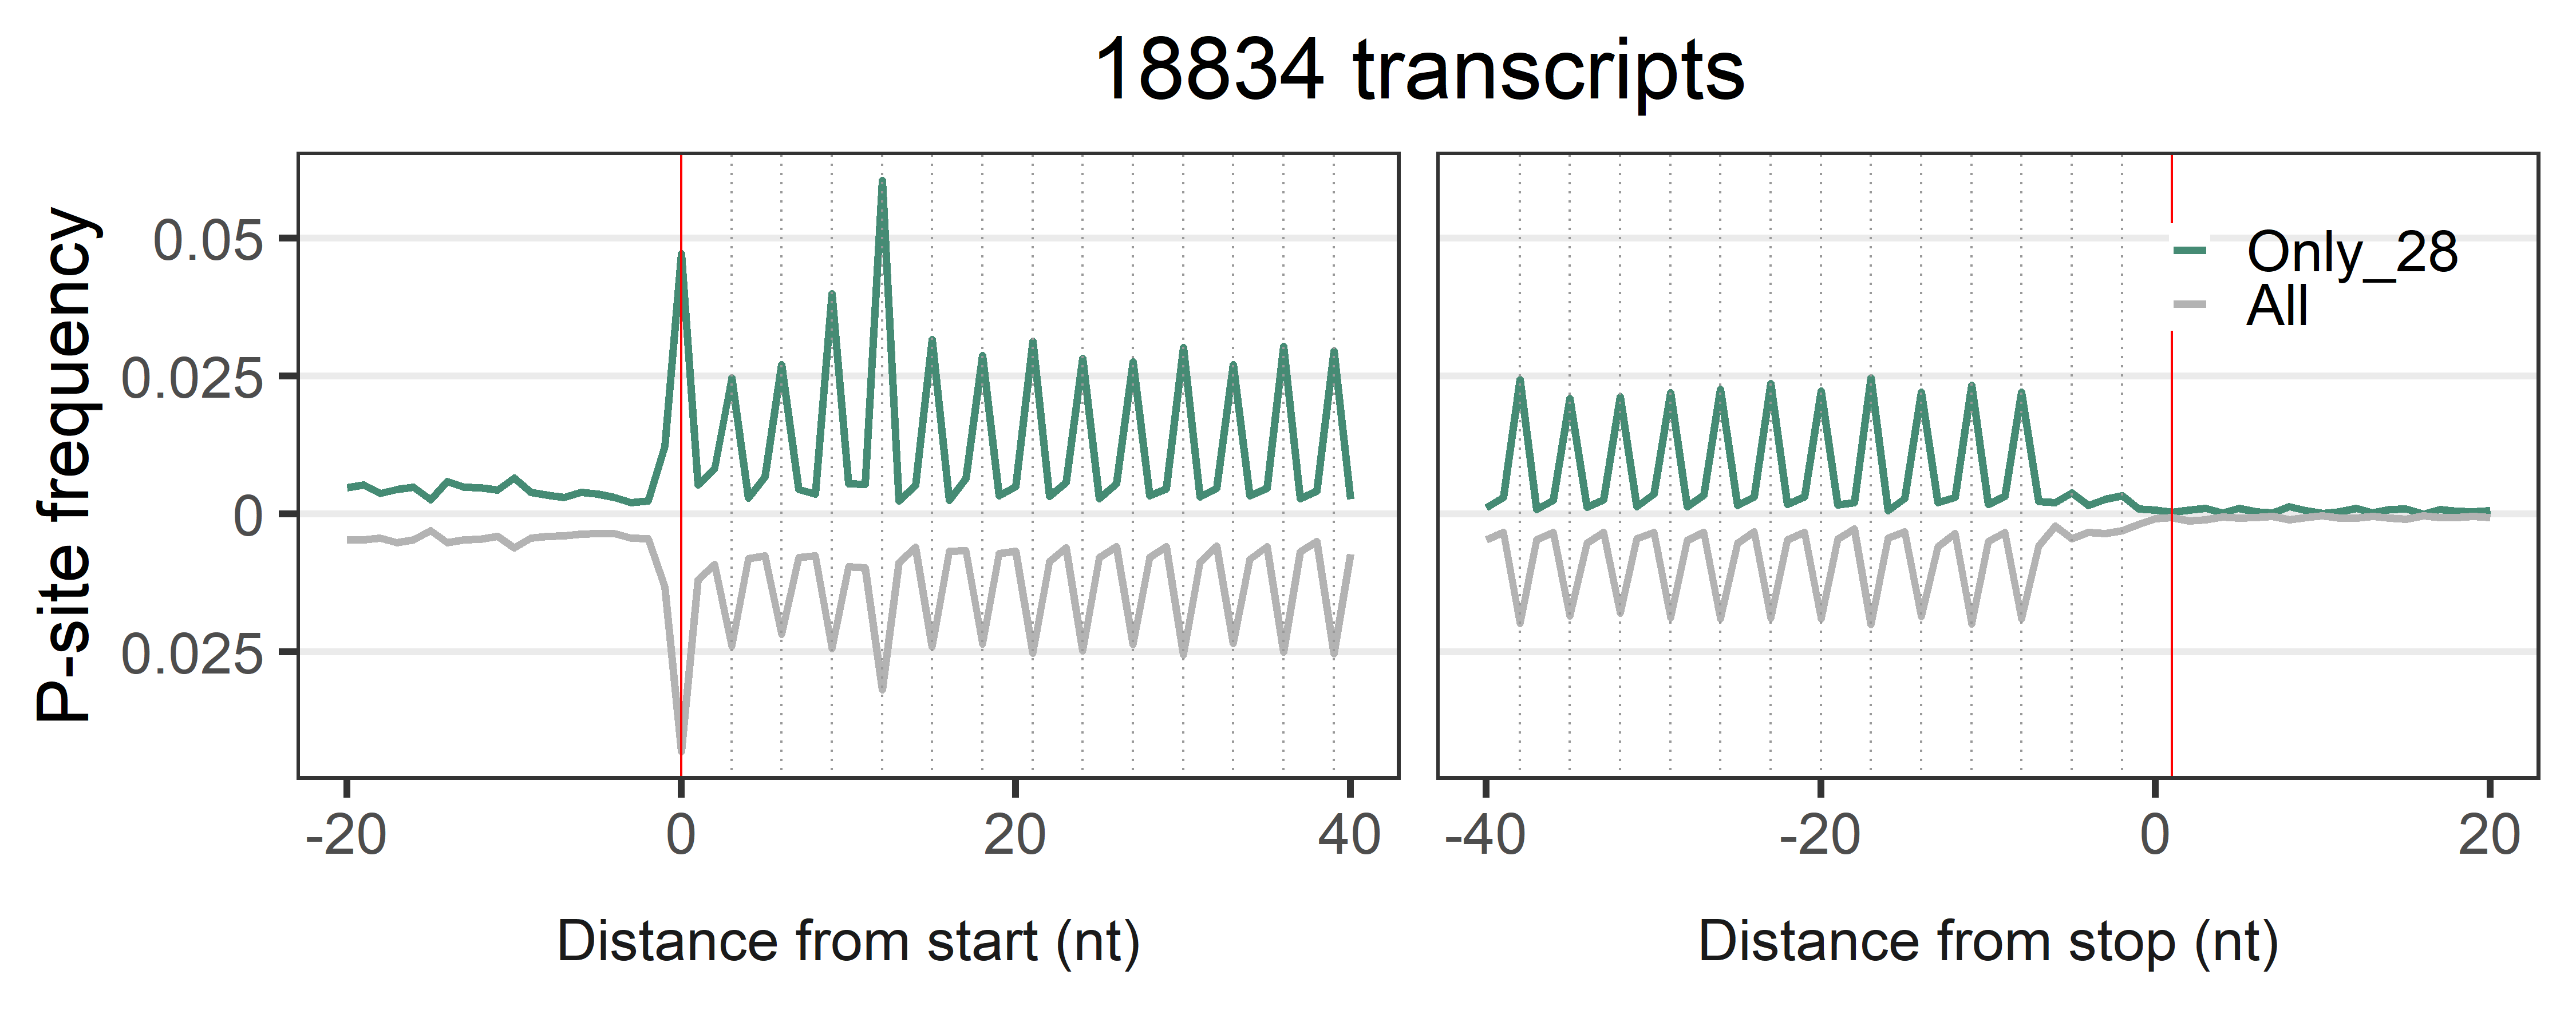 18834 transcripts
P-site frequency
0.05
0.025
0
0.025
Only_28
All
-20 0 20 40
-40 -20 0 20
Distance from start (nt)
Distance from stop (nt)